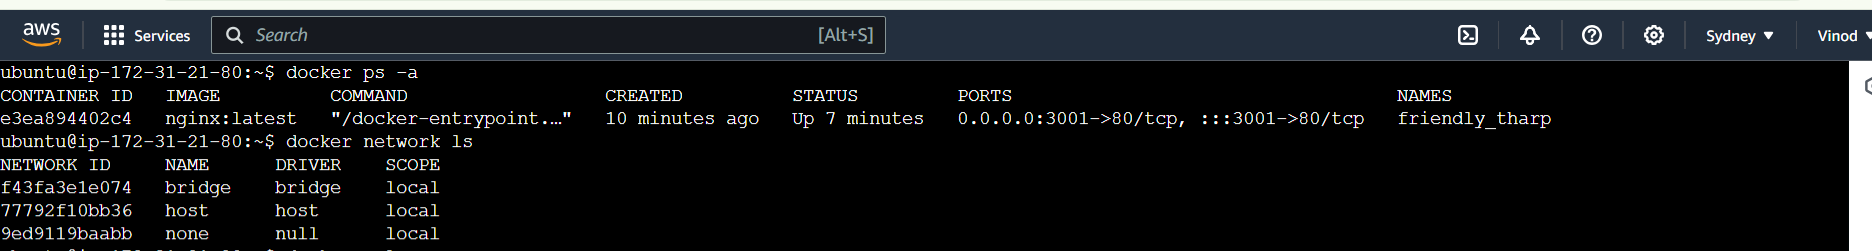 aws Services Search [Alt+S] Sydney Vinod
ubuntu@ip-172-31-21-80:~$ docker ps -a
CONTAINER ID IMAGE COMMAND CREATED STATUS PORTS NAMES
e3ea894402c4 nginx:latest "/docker-entrypoint.…" 10 minutes ago Up 7 minutes 0.0.0.0:3001->80/tcp, :::3001->80/tcp friendly_tharp
ubuntu@ip-172-31-21-80:~$ docker network ls
NETWORK ID NAME DRIVER SCOPE
f43fa3e1e074 bridge bridge local
77792f10bb36 host host local
9ed9119baabb none null local